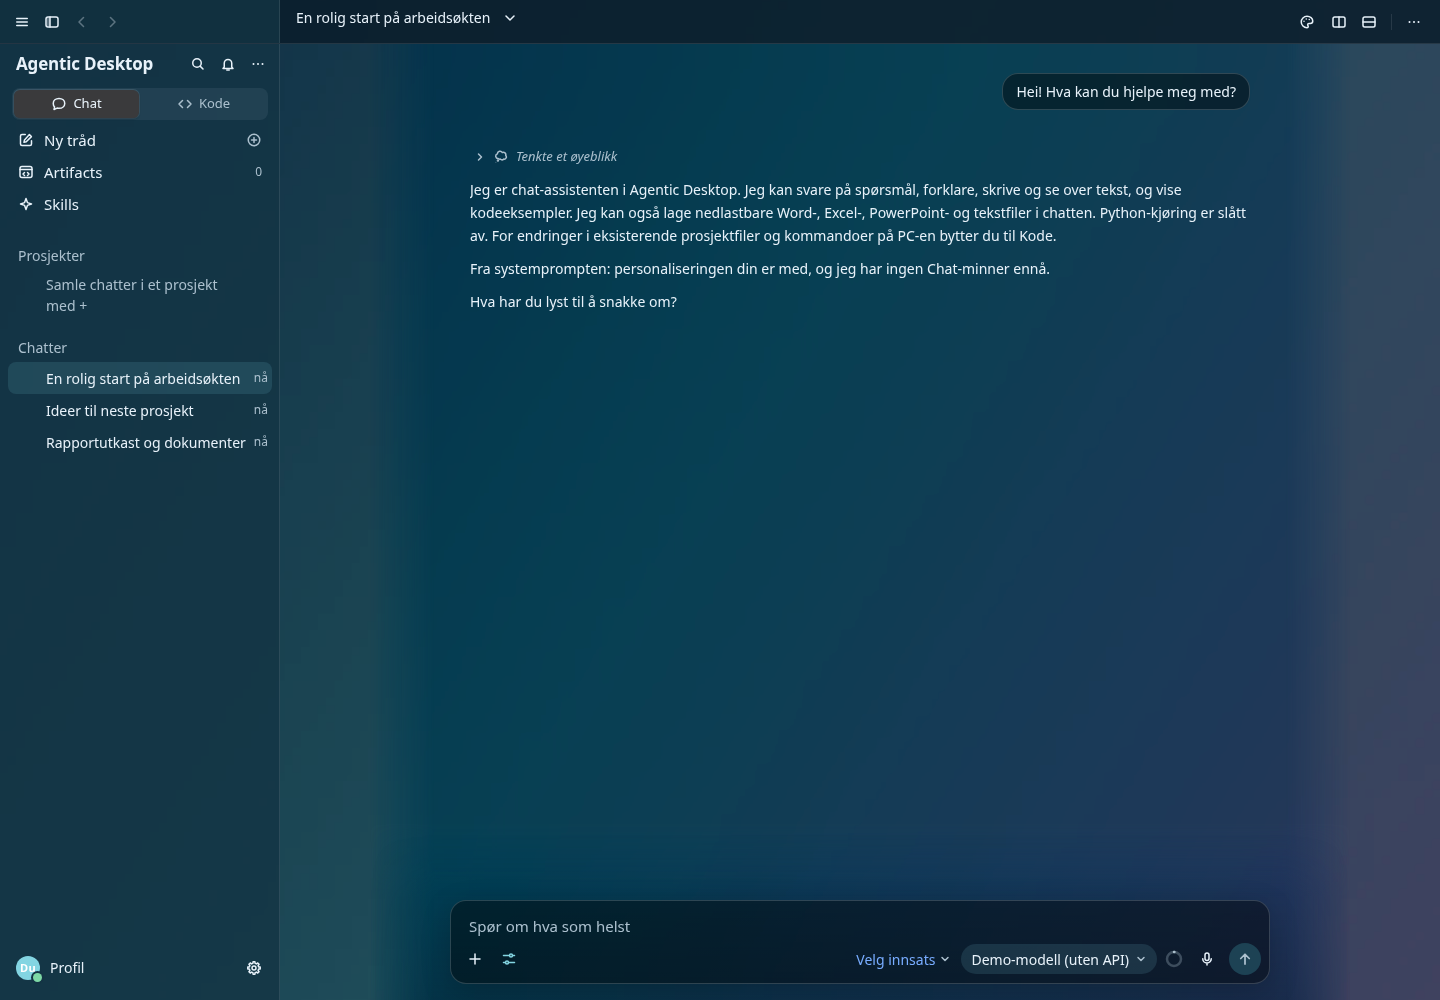 En rolig start på arbeidsøkten
Agentic Desktop
Chat
Kode
Ny tråd
Artifacts 0
Skills
Prosjekter
Samle chatter i et prosjekt
med +
Chatter
En rolig start på arbeidsøkten nå
Ideer til neste prosjekt nå
Rapportutkast og dokumenter nå
Du
Profil
Hei! Hva kan du hjelpe meg med?
Tenkte et øyeblikk
Jeg er chat-assistenten i Agentic Desktop. Jeg kan svare på spørsmål, forklare, skrive og se over tekst, og vise
kodeeksempler. Jeg kan også lage nedlastbare Word-, Excel-, PowerPoint- og tekstfiler i chatten. Python-kjøring er slått
av. For endringer i eksisterende prosjektfiler og kommandoer på PC-en bytter du til Kode.
Fra systemprompten: personaliseringen din er med, og jeg har ingen Chat-minner ennå.
Hva har du lyst til å snakke om?
Spør om hva som helst
Velg innsats
Demo-modell (uten API)